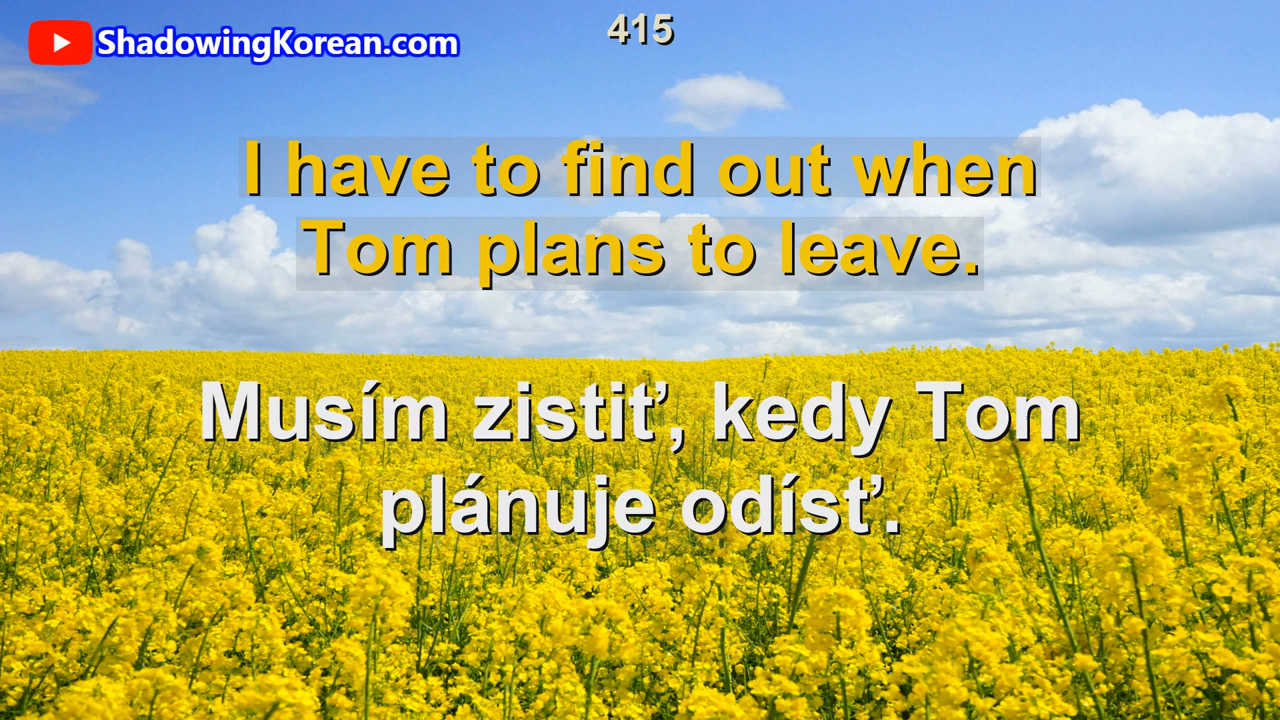 ShadowingKorean.com
415
I have to find out when
Tom plans to leave.
Musím zistiť, kedy Tom
plánuje odísť.